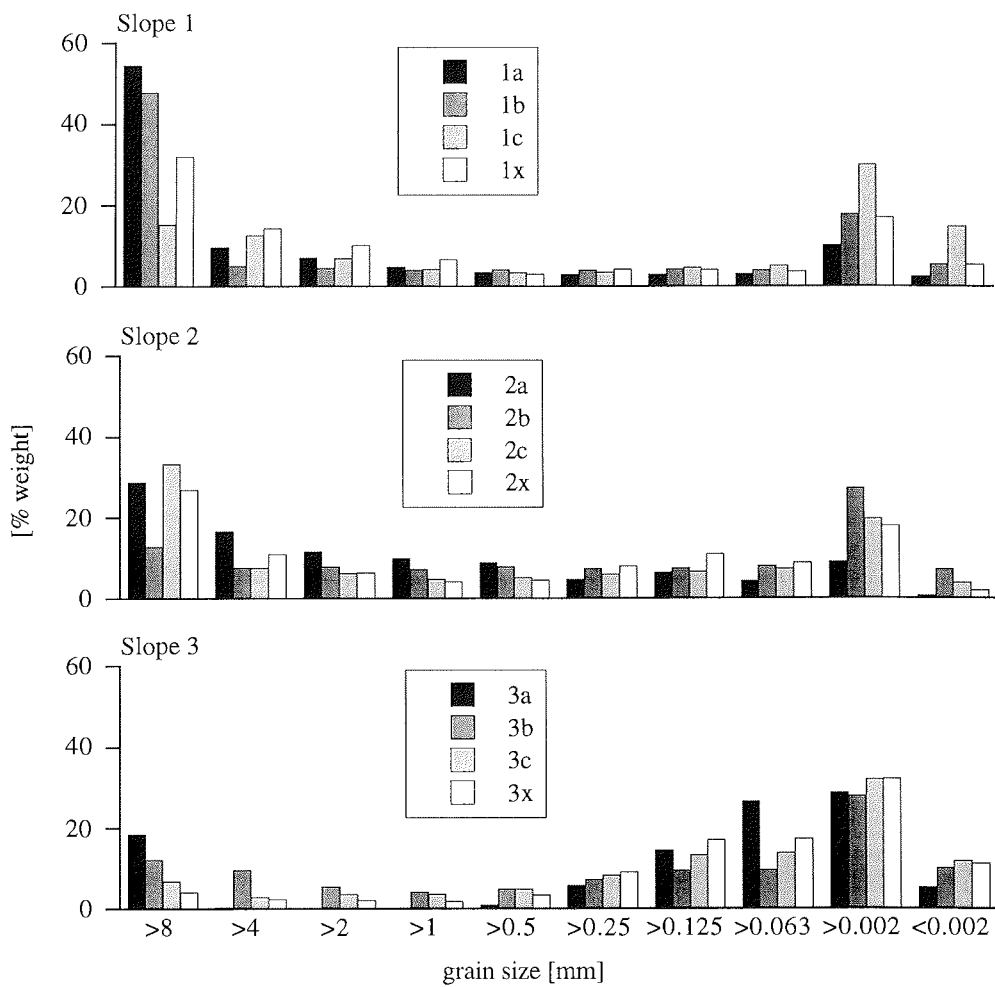 Slope 1
60
40
20
0
1a
1b
1c
1x
Slope 2
60
40
20
0
2a
2b
2c
2x
[% weight]
Slope 3
60
40
20
0
3a
3b
3c
3x
>8 >4 >2 >1 >0.5 >0.25 >0.125 >0.063 >0.002 <0.002
grain size [mm]